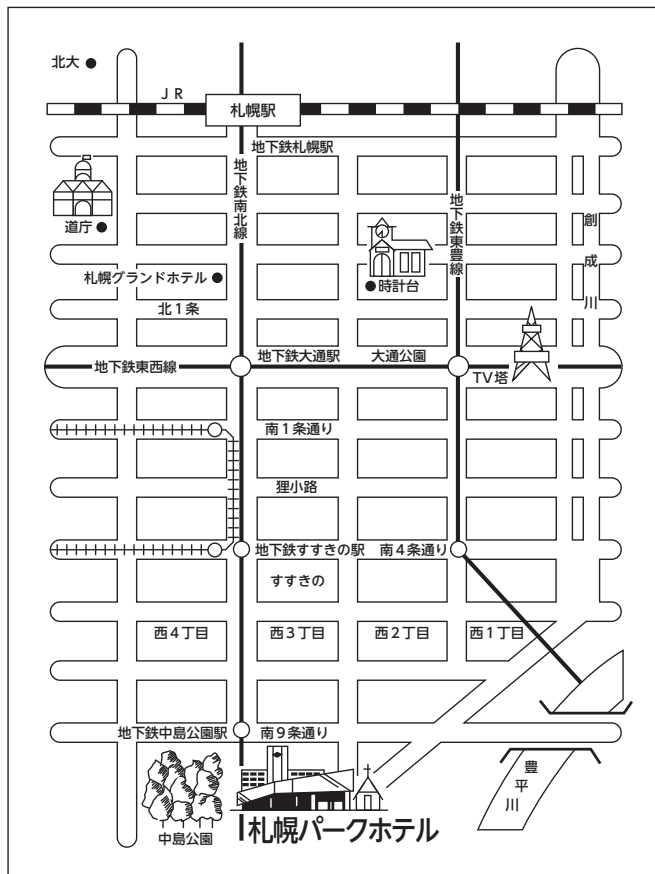 北大
JR
札幌駅
地下鉄札幌駅
地下鉄南北線
地下鉄東豊線
創成川
道庁
札幌グランドホテル
時計台
北1条
地下鉄東西線
地下鉄大通駅
大通公園
TV塔
南1条通り
狸小路
地下鉄すすきの駅
南4条通り
すすきの
西4丁目
西3丁目
西2丁目
西1丁目
地下鉄中島公園駅
南9条通り
豊平川
中島公園
札幌パークホテル